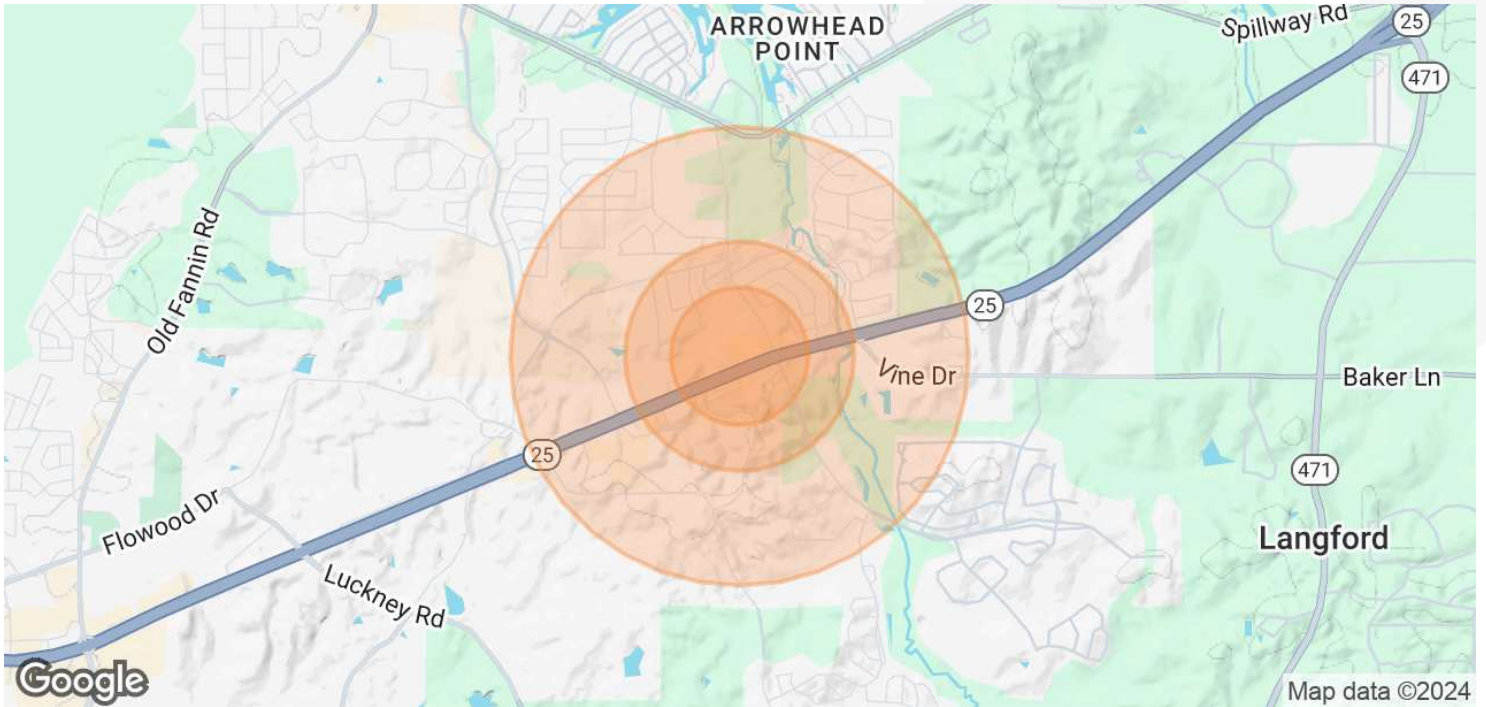 ARROWHEAD
POINT
Spillway Rd
25
471
Old Fannin Rd
25
Vine Dr
Baker Ln
25
471
Flowood Dr
Langford
Luckney Rd
Google
Map data ©2024